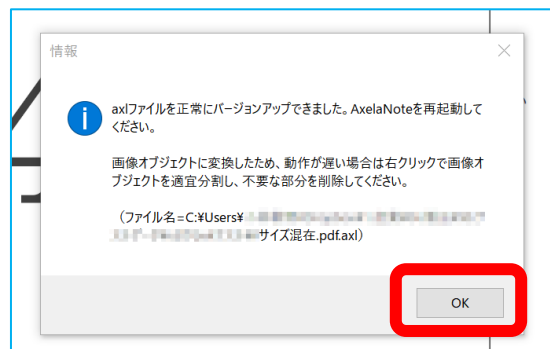 情報
axlファイルを正常にバージョンアップできました。AxelaNoteを再起動して
ください。
画像オブジェクトに変換したため、動作が遅い場合は右クリックで画像オ
ブジェクトを適宜分割し、不要な部分を削除してください。
（ファイル名=C:¥Users¥
サイズ混在.pdf.axl）
OK